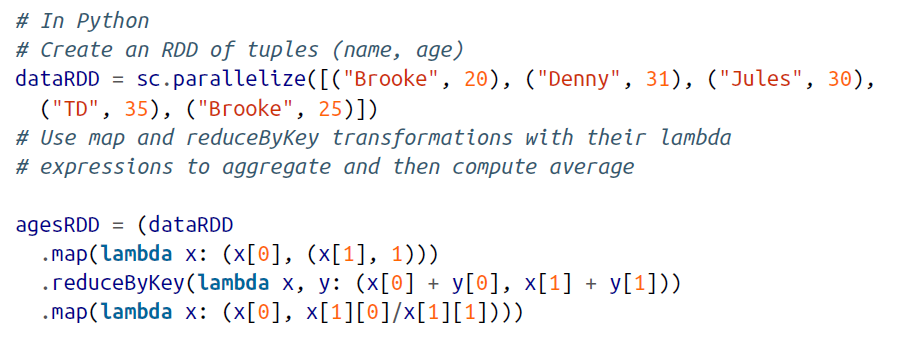 # In Python
# Create an RDD of tuples (name, age)
dataRDD = sc.parallelize([("Brooke", 20), ("Denny", 31), ("Jules", 30),
  ("TD", 35), ("Brooke", 25)])
# Use map and reduceByKey transformations with their lambda
# expressions to aggregate and then compute average

agesRDD = (dataRDD
  .map(lambda x: (x[0], (x[1], 1)))
  .reduceByKey(lambda x, y: (x[0] + y[0], x[1] + y[1]))
  .map(lambda x: (x[0], x[1][0]/x[1][1])))